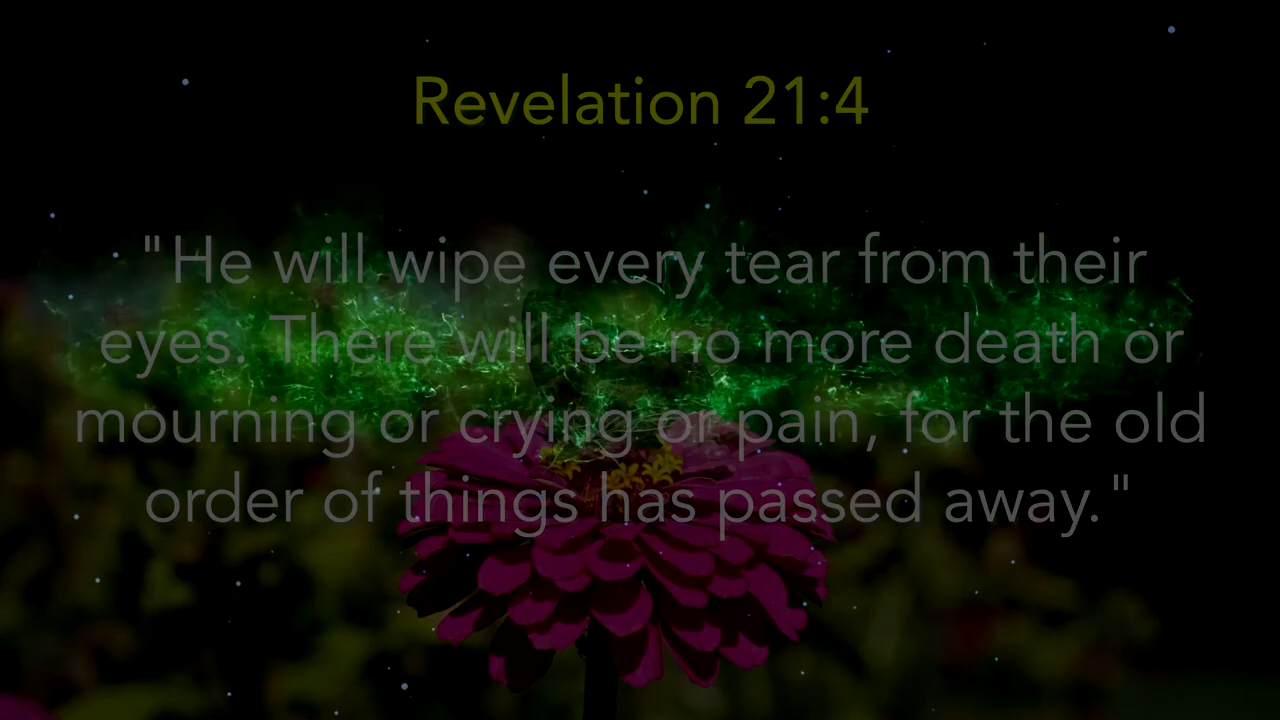 Revelation 21:4
"He will wipe every tear from their
eyes. There will be no more death or
mourning or crying or pain, for the old
order of things has passed away."